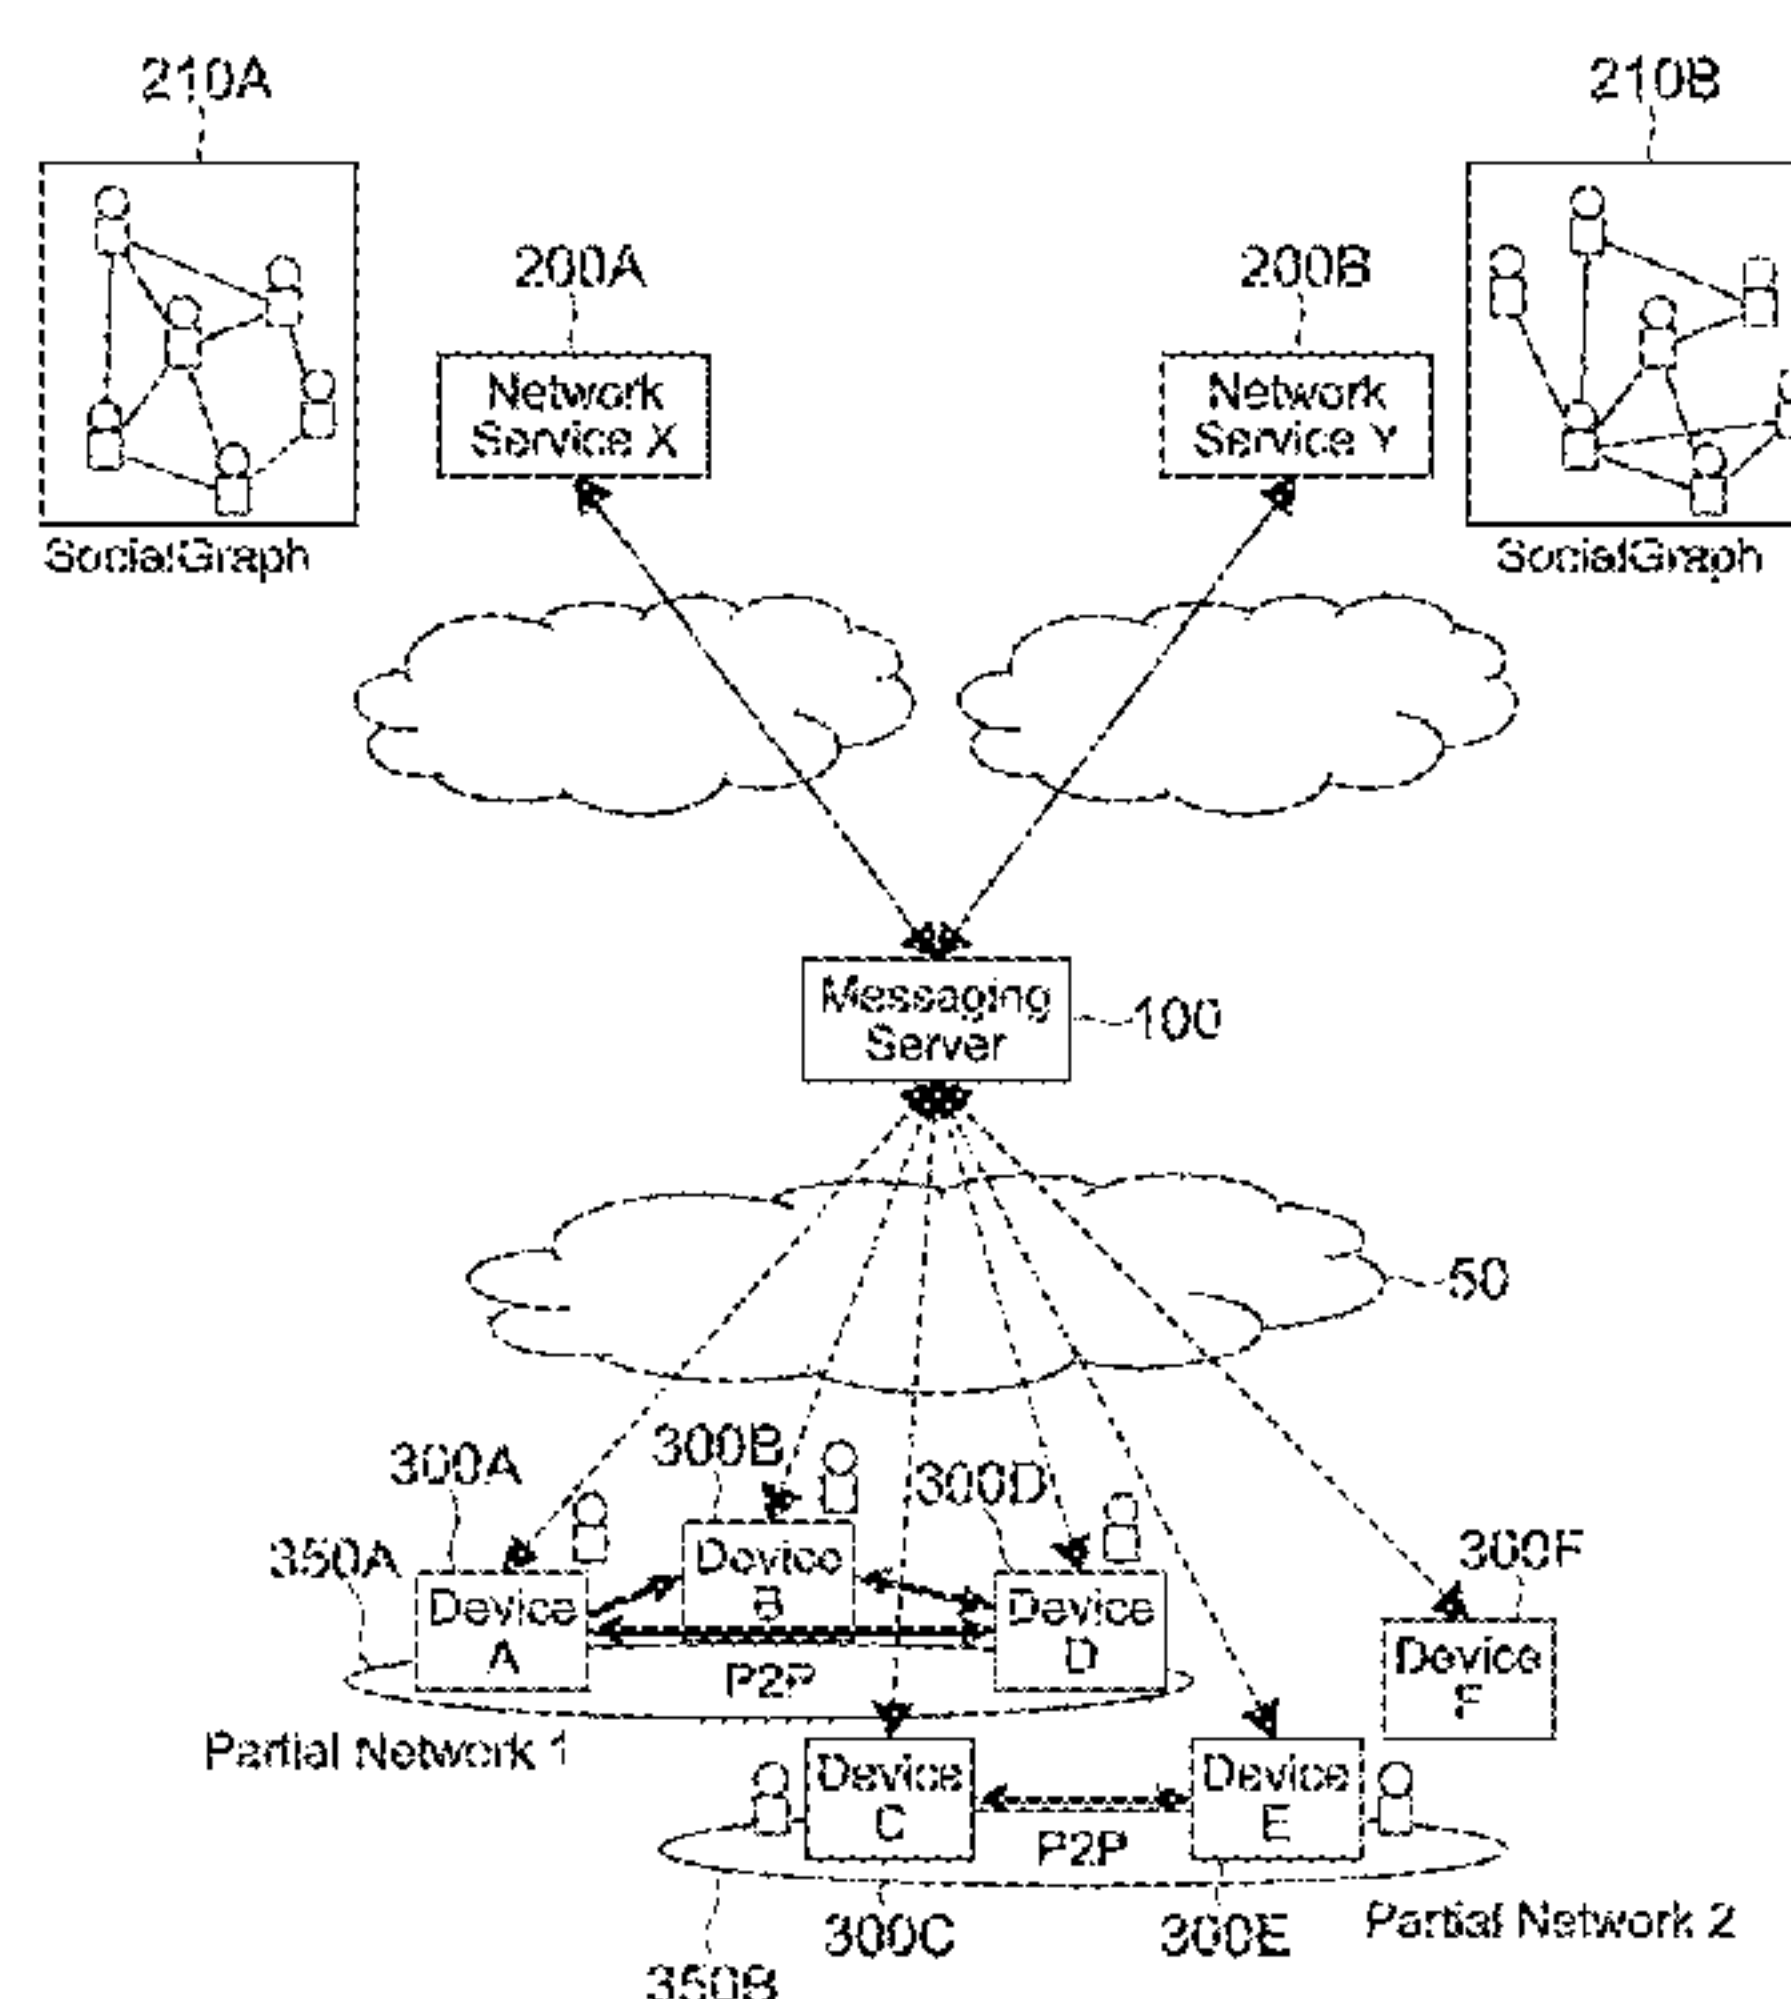 210A
210B
200A
200B
Network
Service X
Network
Service Y
SocialGraph
SocialGraph
Messaging
Server
100
50
300A
300B
300D
350A
300F
Device
A
Device
B
Device
D
Device
F
P2P
Partial Network 1
Device
C
Device
E
P2P
300C
300E
Partial Network 2
350B